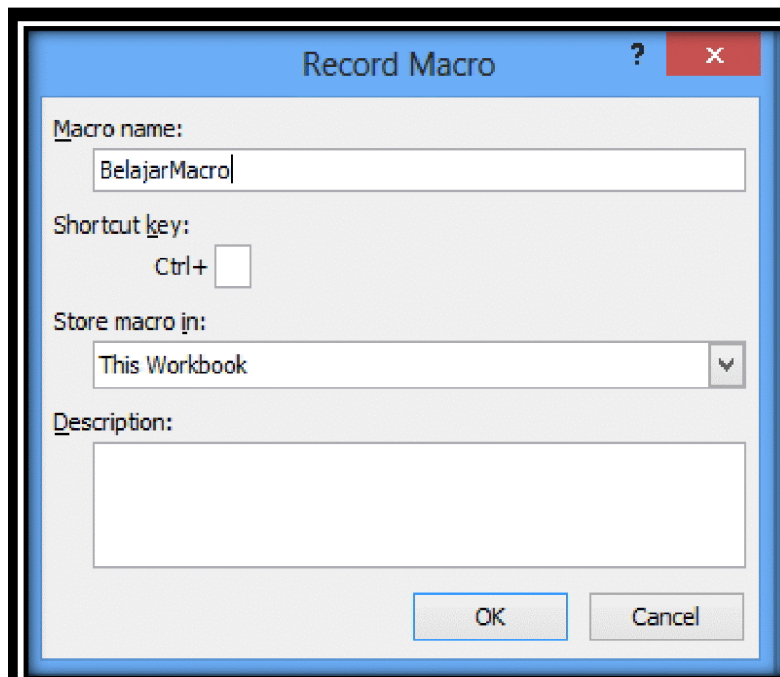 Record Macro
?
x
Macro name:
BelajarMacro
Shortcut key:
Ctrl+
Store macro in:
This Workbook
Description:
OK
Cancel